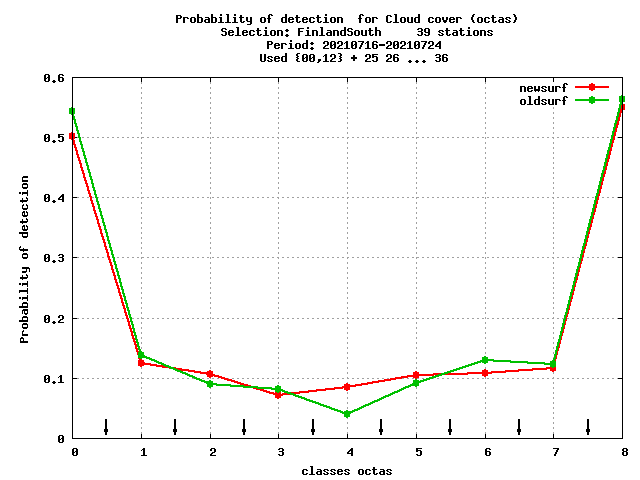 Probability of detection  for Cloud cover (octas)
Selection: FinlandSouth     39 stations
Period: 20210716-20210724
Used {00,12} + 25 26 ... 36
newsurf
oldsurf
0.6
0.5
0.4
0.3
0.2
0.1
0
Probability of detection
0 1 2 3 4 5 6 7 8
classes octas